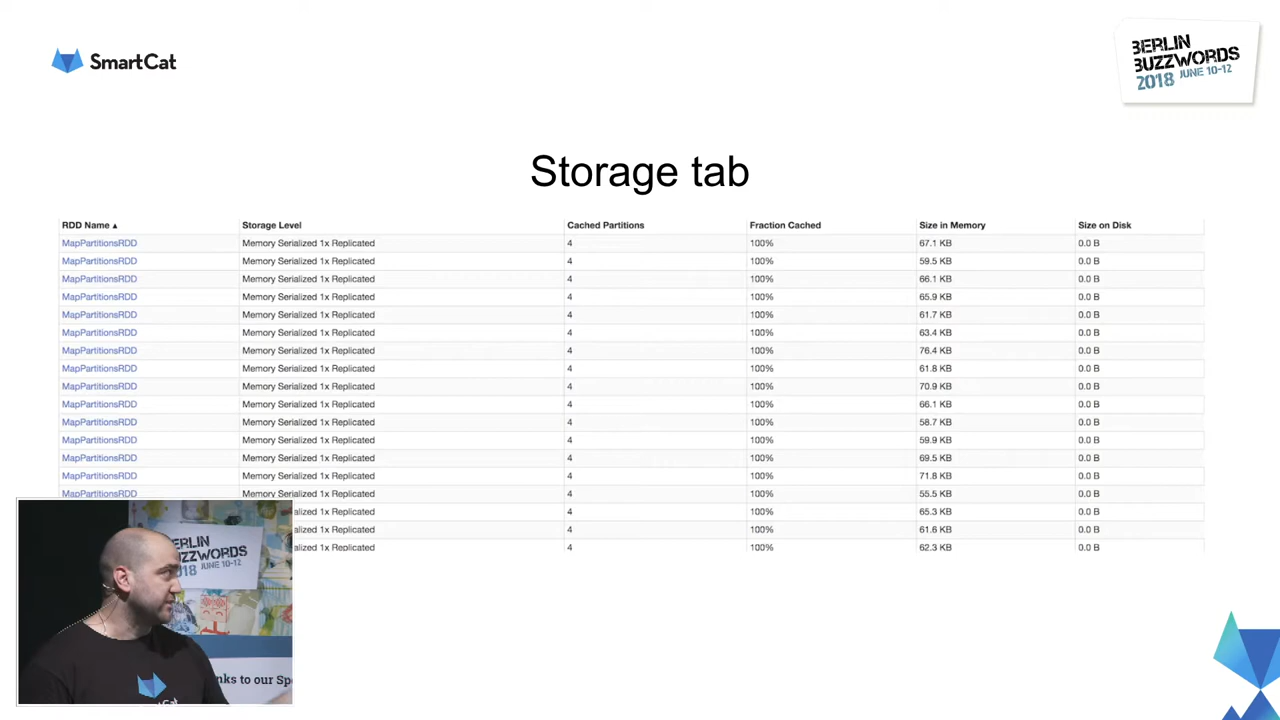 SmartCat
BERLIN
BUZZWORDS
2018 JUNE 10-12
Storage tab
RDD Name ▲ Storage Level Cached Partitions Fraction Cached Size in Memory Size on Disk
MapPartitionsRDD Memory Serialized 1x Replicated 4 100% 67.1 KB 0.0 B
MapPartitionsRDD Memory Serialized 1x Replicated 4 100% 59.5 KB 0.0 B
MapPartitionsRDD Memory Serialized 1x Replicated 4 100% 66.1 KB 0.0 B
MapPartitionsRDD Memory Serialized 1x Replicated 4 100% 65.9 KB 0.0 B
MapPartitionsRDD Memory Serialized 1x Replicated 4 100% 61.7 KB 0.0 B
MapPartitionsRDD Memory Serialized 1x Replicated 4 100% 63.4 KB 0.0 B
MapPartitionsRDD Memory Serialized 1x Replicated 4 100% 76.4 KB 0.0 B
MapPartitionsRDD Memory Serialized 1x Replicated 4 100% 61.8 KB 0.0 B
MapPartitionsRDD Memory Serialized 1x Replicated 4 100% 70.9 KB 0.0 B
MapPartitionsRDD Memory Serialized 1x Replicated 4 100% 66.1 KB 0.0 B
MapPartitionsRDD Memory Serialized 1x Replicated 4 100% 58.7 KB 0.0 B
MapPartitionsRDD Memory Serialized 1x Replicated 4 100% 59.9 KB 0.0 B
MapPartitionsRDD Memory Serialized 1x Replicated 4 100% 69.5 KB 0.0 B
MapPartitionsRDD Memory Serialized 1x Replicated 4 100% 71.8 KB 0.0 B
MapPartitionsRDD Memory Serialized 1x Replicated 4 100% 55.5 KB 0.0 B
alized 1x Replicated 4 100% 65.3 KB 0.0 B
alized 1x Replicated 4 100% 61.6 KB 0.0 B
alized 1x Replicated 4 100% 62.3 KB 0.0 B
ERLIN
ZZWORDS
18 JUNE 10-12
nks to our Spo